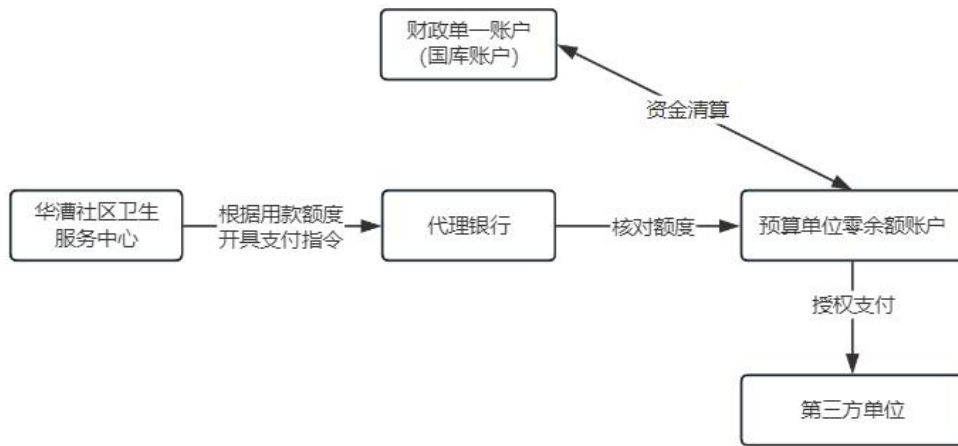 财政单一账户
(国库账户)
资金清算
华漕社区卫生
服务中心
根据用款额度
开具支付指令
代理银行
核对额度
预算单位零余额账户
授权支付
第三方单位